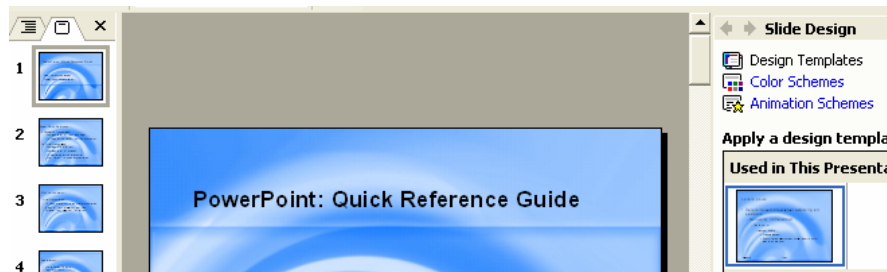 1
2
3
4
PowerPoint: Quick Reference Guide
Slide Design
Design Templates
Color Schemes
Animation Schemes
Apply a design templa
Used in This Presenta